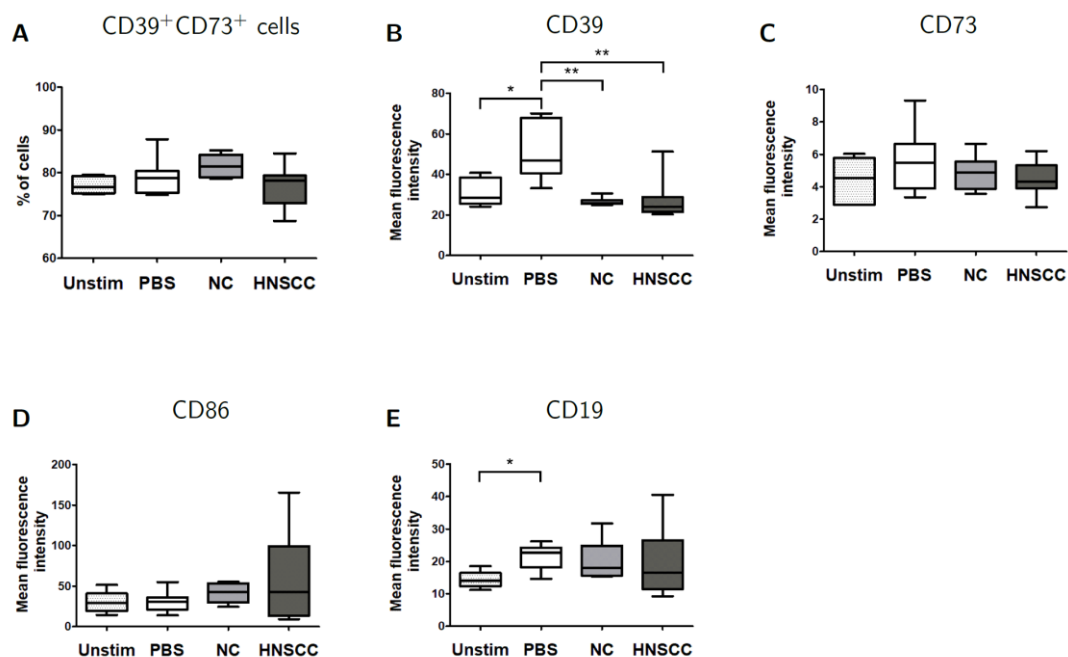 A
CD39⁺CD73⁺ cells
% of cells
100
90
80
70
60
Unstim PBS NC HNSCC
B
CD39
Mean fluorescence
intensity
80
60
40
20
0
*
**
**
Unstim PBS NC HNSCC
C
CD73
Mean fluorescence
intensity
10
8
6
4
2
0
Unstim PBS NC HNSCC
D
CD86
Mean fluorescence
intensity
200
150
100
50
0
Unstim PBS NC HNSCC
E
CD19
Mean fluorescence
intensity
50
40
30
20
10
0
*
Unstim PBS NC HNSCC